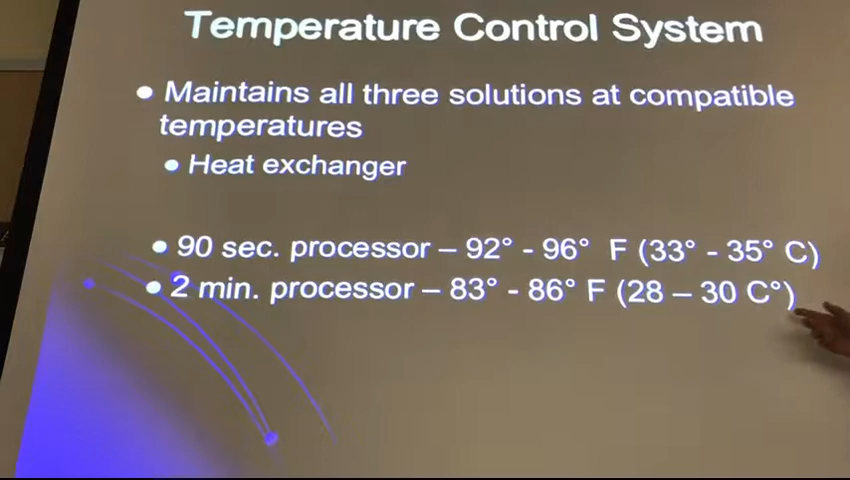 Temperature Control System
Maintains all three solutions at compatible
temperatures
Heat exchanger
90 sec. processor – 92° - 96° F (33° - 35° C)
2 min. processor – 83° - 86° F (28 – 30 C°)